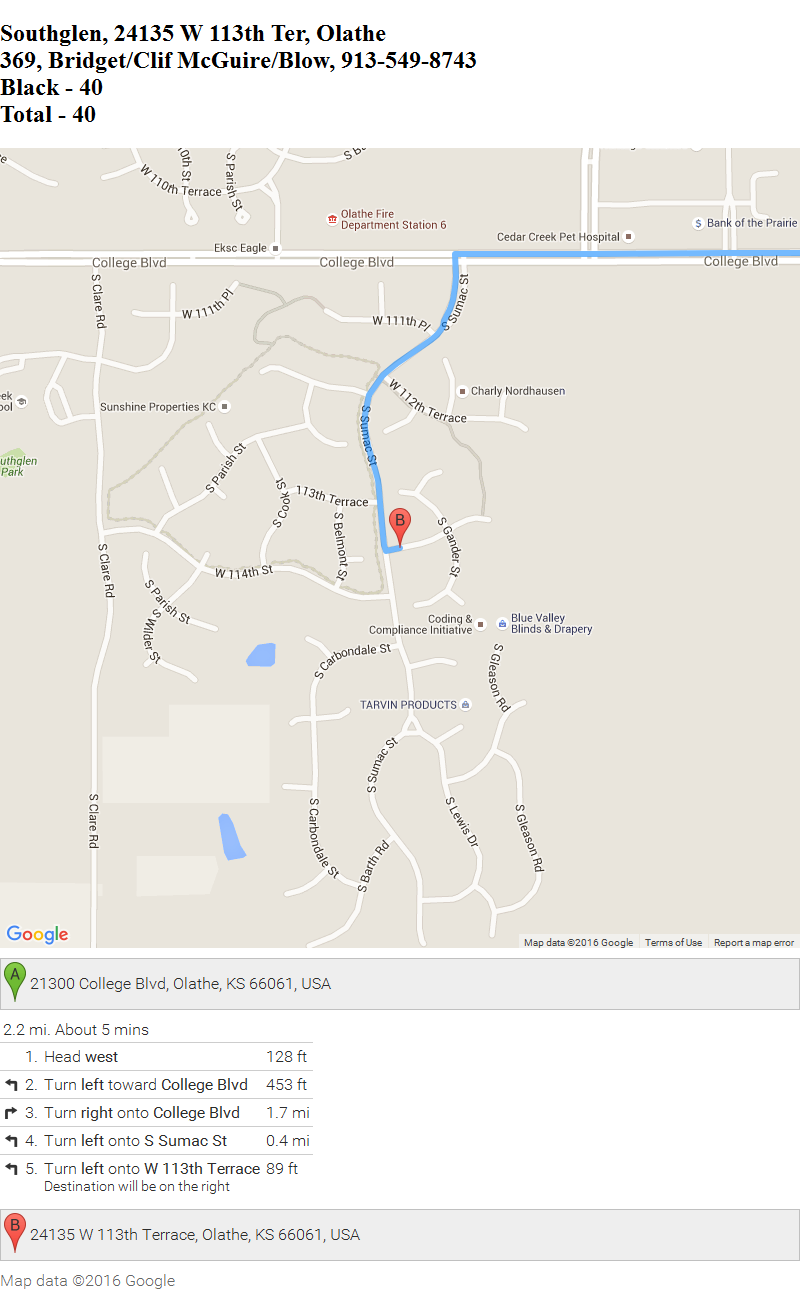 Southglen, 24135 W 113th Ter, Olathe
369, Bridget/Clif McGuire/Blow, 913-549-8743
Black - 40
Total - 40
S Parish St
W 110th Terrace
Olathe Fire
Department Station 6
Eksc Eagle
Cedar Creek Pet Hospital
$ Bank of the Prairie
College Blvd
College Blvd
College Blvd
S Clare Rd
W 111th Pl
W 111th Pl
S Sumac St
W 112th Terrace
Charly Nordhausen
Sunshine Properties KC
S Sumac St
S Parish St
S Cook St
113th Terrace
S Belmont St
B
S Gander St
S Clare Rd
W 114th St
S Parish St
S Wilder St
Coding &
Compliance Initiative
Blue Valley
Blinds & Drapery
S Carbondale St
S Gleason Rd
TARVIN PRODUCTS
S Sumac St
S Clare Rd
S Carbondale St
S Lewis Dr
S Gleason Rd
S Barth Rd
Google
Map data ©2016 Google Terms of Use Report a map error
A 21300 College Blvd, Olathe, KS 66061, USA
2.2 mi. About 5 mins
1. Head west 128 ft
2. Turn left toward College Blvd 453 ft
3. Turn right onto College Blvd 1.7 mi
4. Turn left onto S Sumac St 0.4 mi
5. Turn left onto W 113th Terrace 89 ft
Destination will be on the right
B 24135 W 113th Terrace, Olathe, KS 66061, USA
Map data ©2016 Google